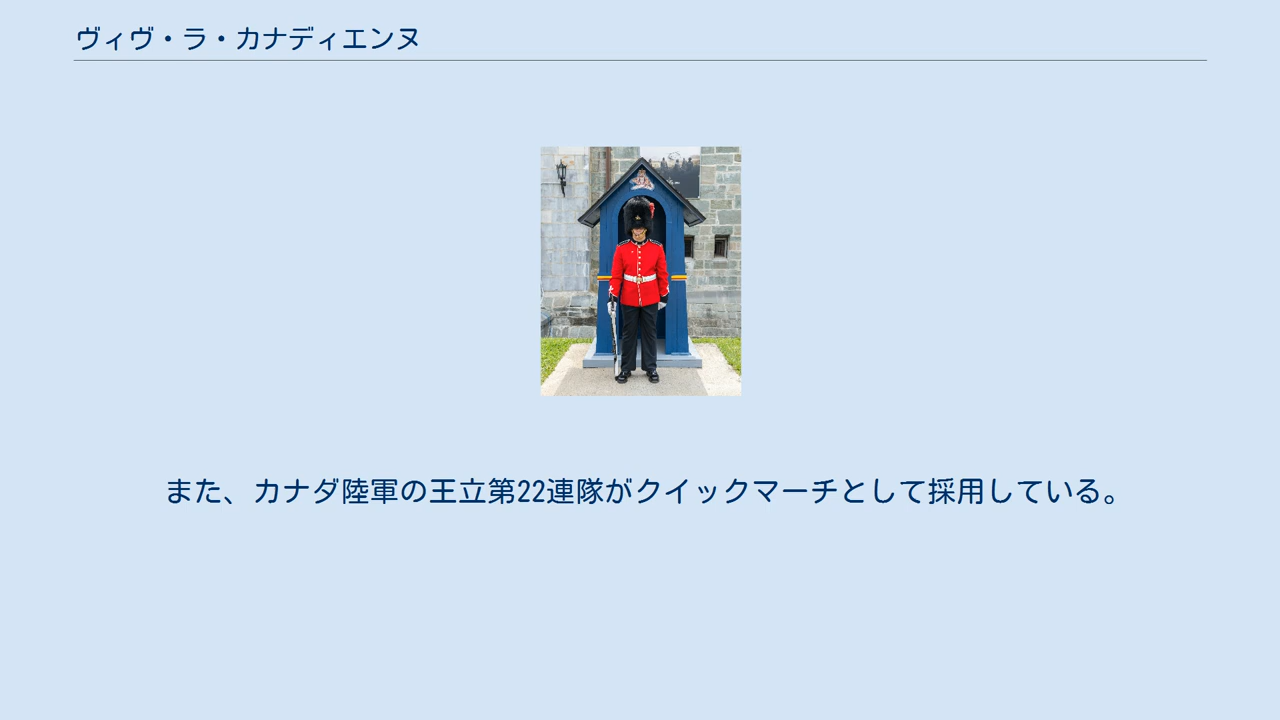 ヴィヴ・ラ・カナディエンヌ
また、カナダ陸軍の王立第22連隊がクイックマーチとして採用している。